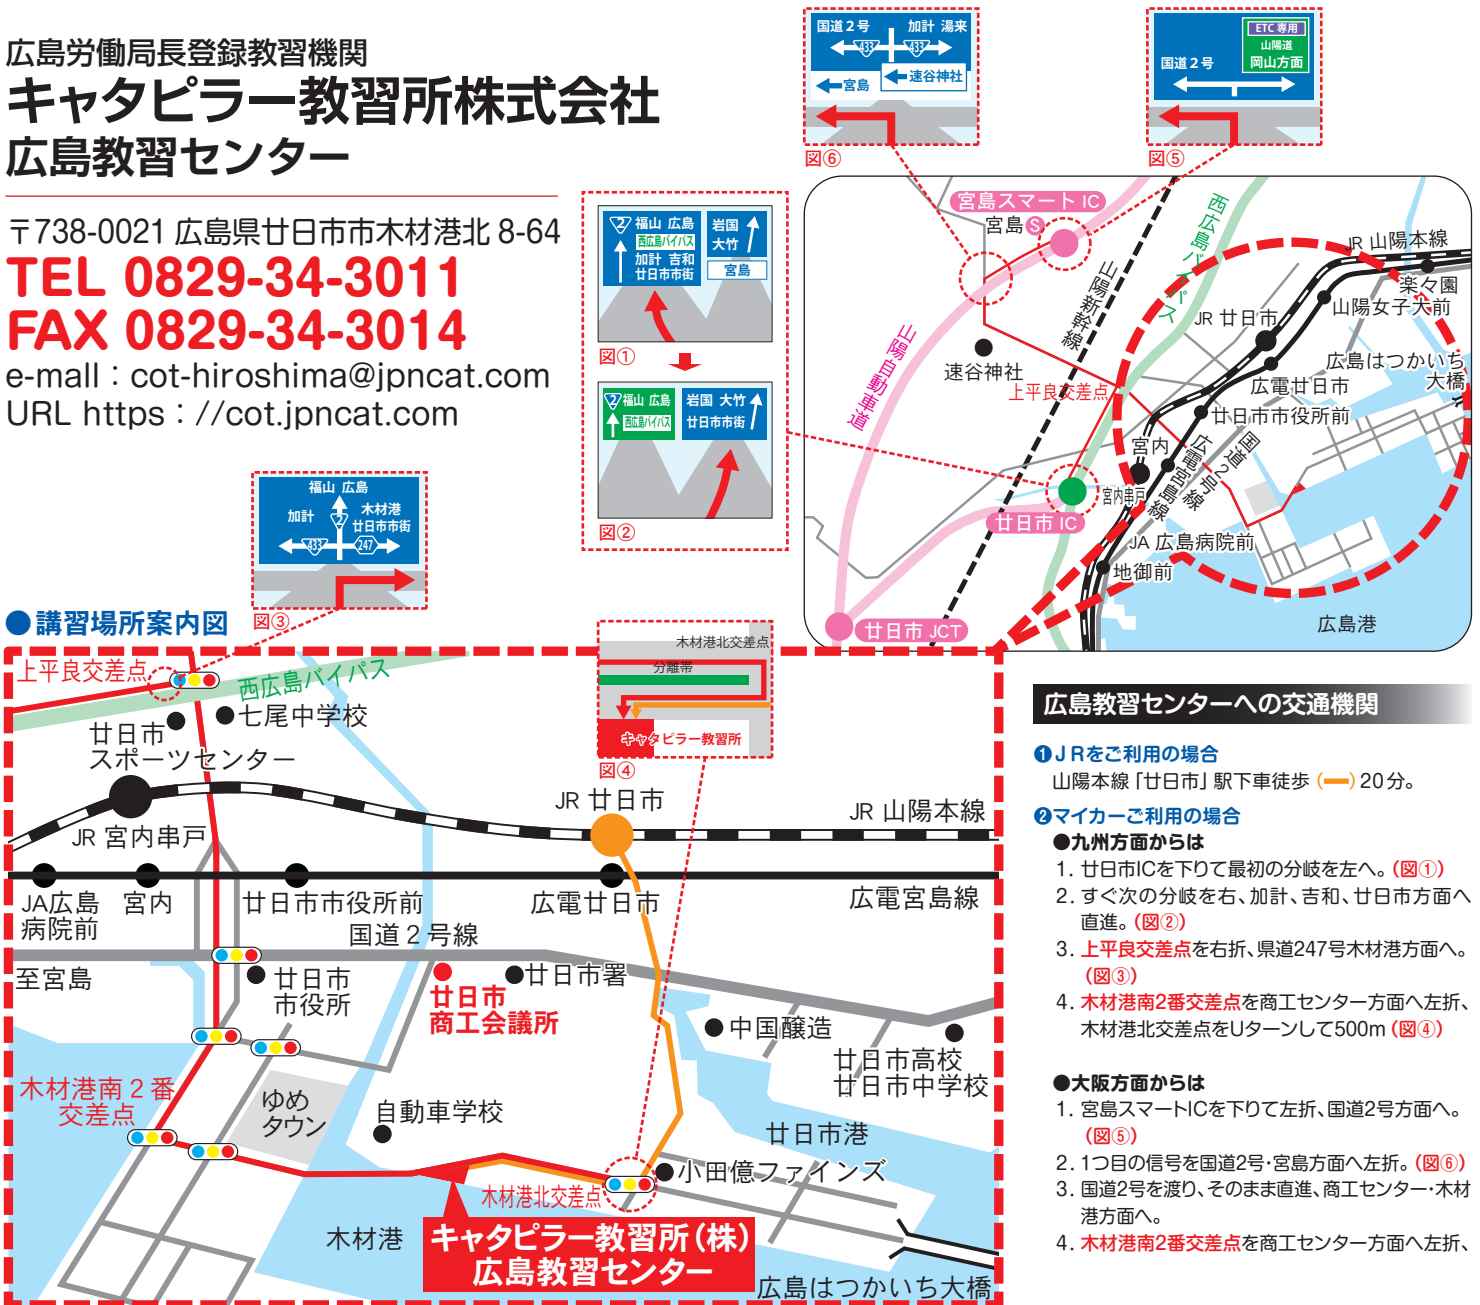 広島労働局長登録教習機関
キャタピラー教習所株式会社
広島教習センター
〒738-0021 広島県廿日市市木材港北 8-64
TEL 0829-34-3011
FAX 0829-34-3014
e-mall：cot-hiroshima@jpncat.com
URL https：//cot.jpncat.com
国道2号 加計 湯来
433 433
宮島 速谷神社
図⑥
ETC 専用
山陽道
岡山方面
国道2号
図⑤
2 福山 広島
西広島バイパス
加計 吉和
廿日市市街
岩国
大竹
宮島
図①
2 福山 広島
西広島バイパス
岩国 大竹
廿日市市街
図②
福山 広島
加計 2 木材港
廿日市市街
433 247
図③
宮島スマート IC
宮島 S
西広島バイパス
JR 山陽本線
楽々園
山陽女子大前
山陽新幹線
JR 廿日市
山陽自動車道
速谷神社
上平良交差点
広島はつかいち
大橋
広電廿日市
廿日市市役所前
宮内
国道2号線
広電宮島線
宮内串戸
廿日市 IC
JA 広島病院前
地御前
広島港
廿日市 JCT
●講習場所案内図
上平良交差点
西広島バイパス
七尾中学校
廿日市
スポーツセンター
木材港北交差点
分離帯
キャタピラー教習所
図④
JR 宮内串戸
JR 廿日市
JR 山陽本線
JA広島
病院前
宮内
廿日市市役所前
広電廿日市
広電宮島線
国道２号線
至宮島
廿日市
市役所
廿日市
商工会議所
廿日市署
中国醸造
廿日市高校
廿日市中学校
木材港南２番
交差点
ゆめ
タウン
自動車学校
廿日市港
小田億ファインズ
木材港北交差点
木材港
キャタピラー教習所（株）
広島教習センター
広島はつかいち大橋
広島教習センターへの交通機関
❶ＪＲをご利用の場合
山陽本線「廿日市」駅下車徒歩（━）20分。
❷マイカーご利用の場合
●九州方面からは
1. 廿日市ICを下りて最初の分岐を左へ。（図①）
2. すぐ次の分岐を右、加計、吉和、廿日市方面へ
直進。（図②）
3. 上平良交差点を右折、県道247号木材港方面へ。
（図③）
4. 木材港南2番交差点を商工センター方面へ左折、
木材港北交差点をUターンして500m（図④）
●大阪方面からは
1. 宮島スマートICを下りて左折、国道2号方面へ。
（図⑤）
2. 1つ目の信号を国道2号・宮島方面へ左折。（図⑥）
3. 国道2号を渡り、そのまま直進、商工センター・木材
港方面へ。
4. 木材港南2番交差点を商工センター方面へ左折、